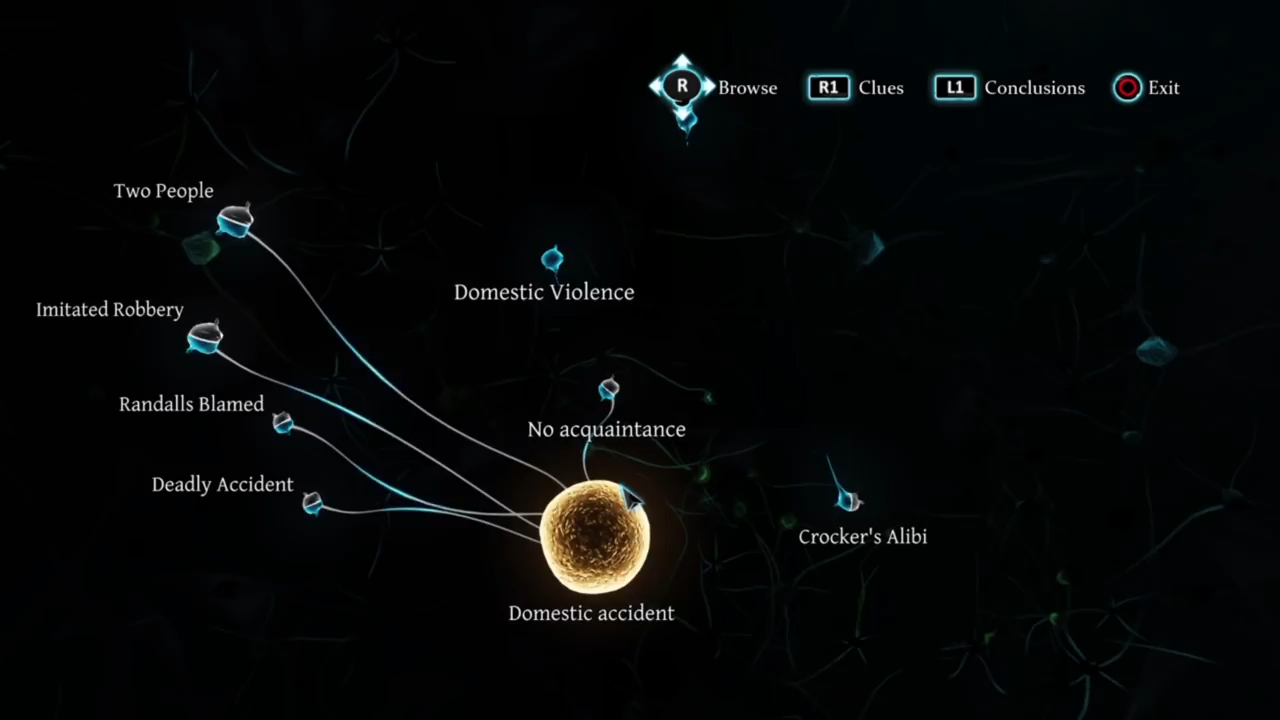 R Browse R1 Clues L1 Conclusions Exit
Two People
Domestic Violence
Imitated Robbery
Randalls Blamed
No acquaintance
Deadly Accident
Crocker's Alibi
Domestic accident